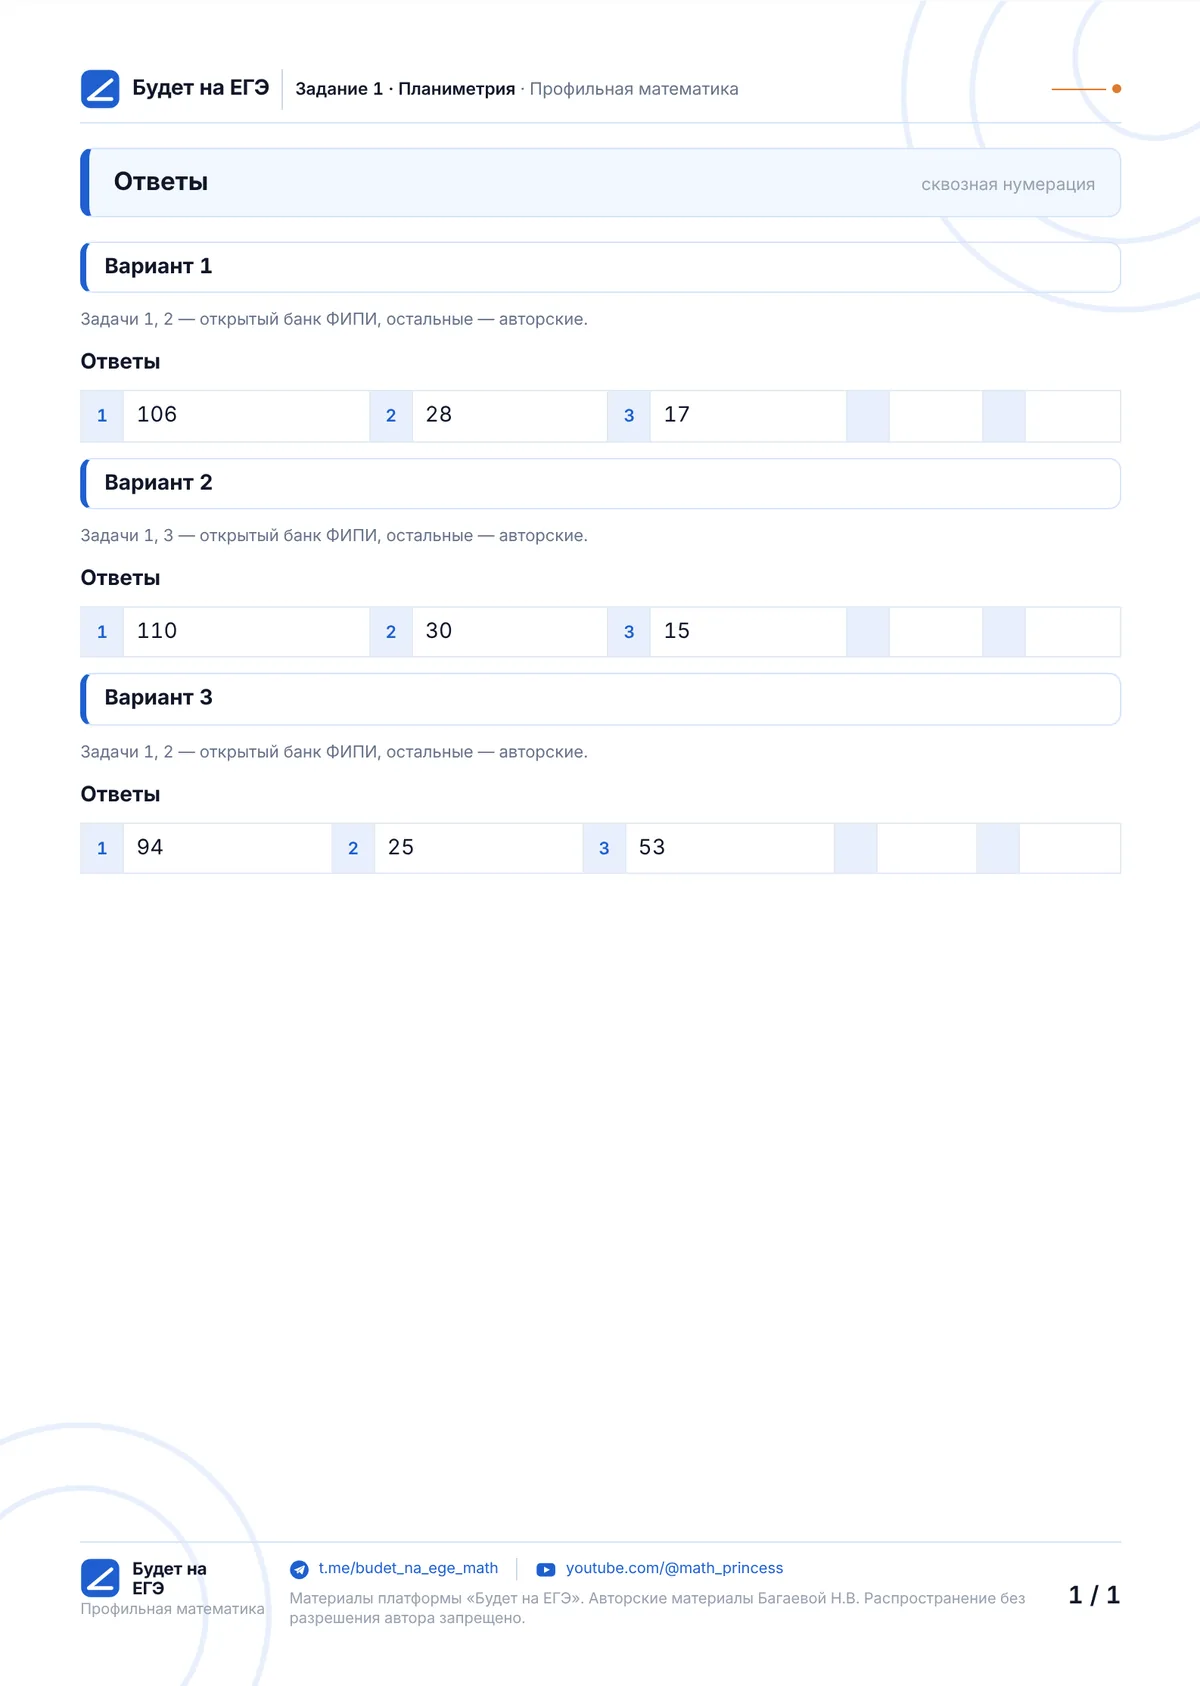 Будет на ЕГЭ
Задание 1 · Планиметрия · Профильная математика
Ответы
сквозная нумерация
Вариант 1
Задачи 1, 2 — открытый банк ФИПИ, остальные — авторские.
Ответы
1 106 2 28 3 17
Вариант 2
Задачи 1, 3 — открытый банк ФИПИ, остальные — авторские.
Ответы
1 110 2 30 3 15
Вариант 3
Задачи 1, 2 — открытый банк ФИПИ, остальные — авторские.
Ответы
1 94 2 25 3 53
Будет на
ЕГЭ
Профильная математика
t.me/budet_na_ege_math
youtube.com/@math_princess
Материалы платформы «Будет на ЕГЭ». Авторские материалы Багаевой Н.В. Распространение без
разрешения автора запрещено.
1 / 1